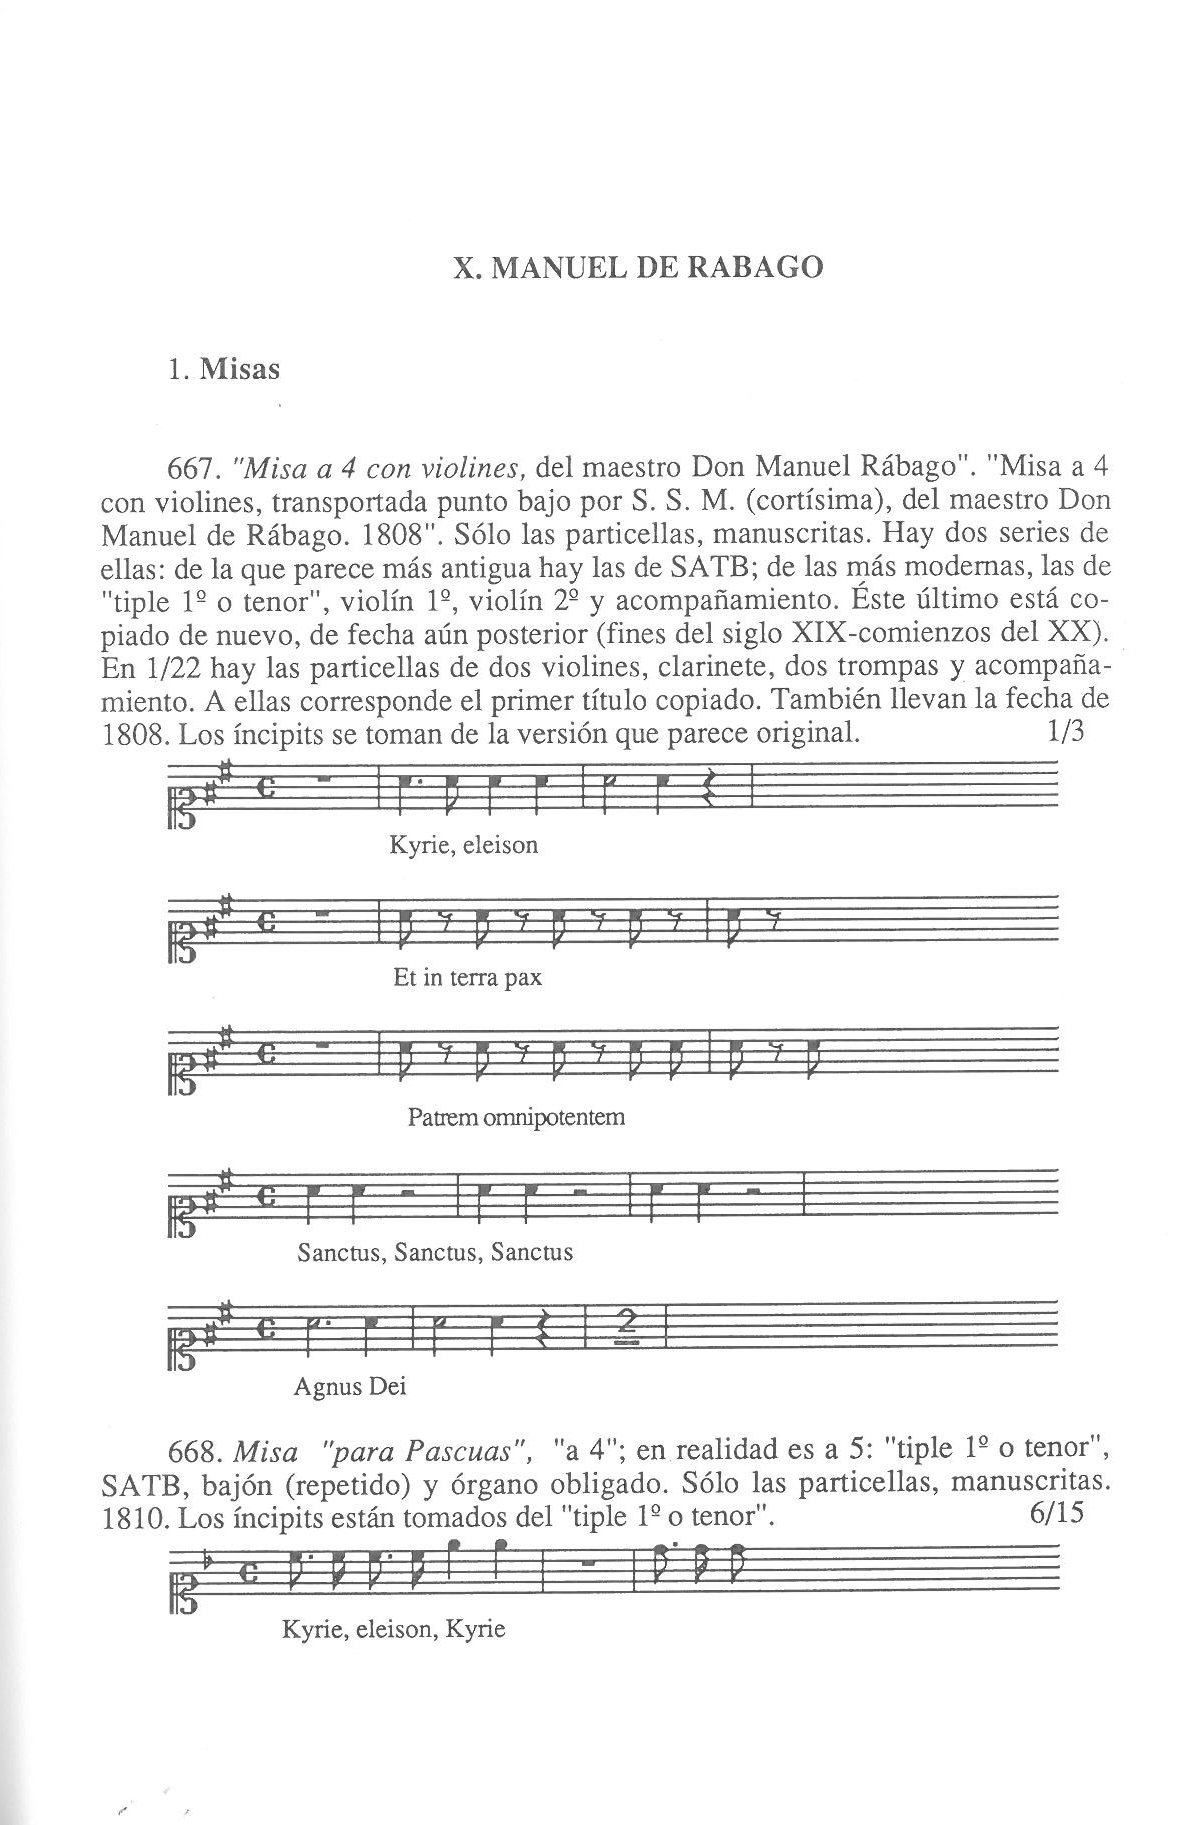 X. MANUEL DE RABAGO
1. Misas
667. "Misa a 4 con violines, del maestro Don Manuel Rábago". "Misa a 4
con violines, transportada punto bajo por S. S. M. (cortísima), del maestro Don
Manuel de Rábago. 1808". Sólo las particellas, manuscritas. Hay dos series de
ellas: de la que parece más antigua hay las de SATB; de las más modernas, las de
"tiple 1º o tenor", violín 1º, violín 2º y acompañamiento. Éste último está co-
piado de nuevo, de fecha aún posterior (fines del siglo XIX-comienzos del XX).
En 1/22 hay las particellas de dos violines, clarinete, dos trompas y acompaña-
miento. A ellas corresponde el primer título copiado. También llevan la fecha de
1808. Los íncipits se toman de la versión que parece original. 1/3
Kyrie, eleison
Et in terra pax
Patrem omnipotentem
Sanctus, Sanctus, Sanctus
2
Agnus Dei
668. Misa "para Pascuas", "a 4"; en realidad es a 5: "tiple 1º o tenor",
SATB, bajón (repetido) y órgano obligado. Sólo las particellas, manuscritas.
1810. Los íncipits están tomados del "tiple 1º o tenor". 6/15
Kyrie, eleison, Kyrie